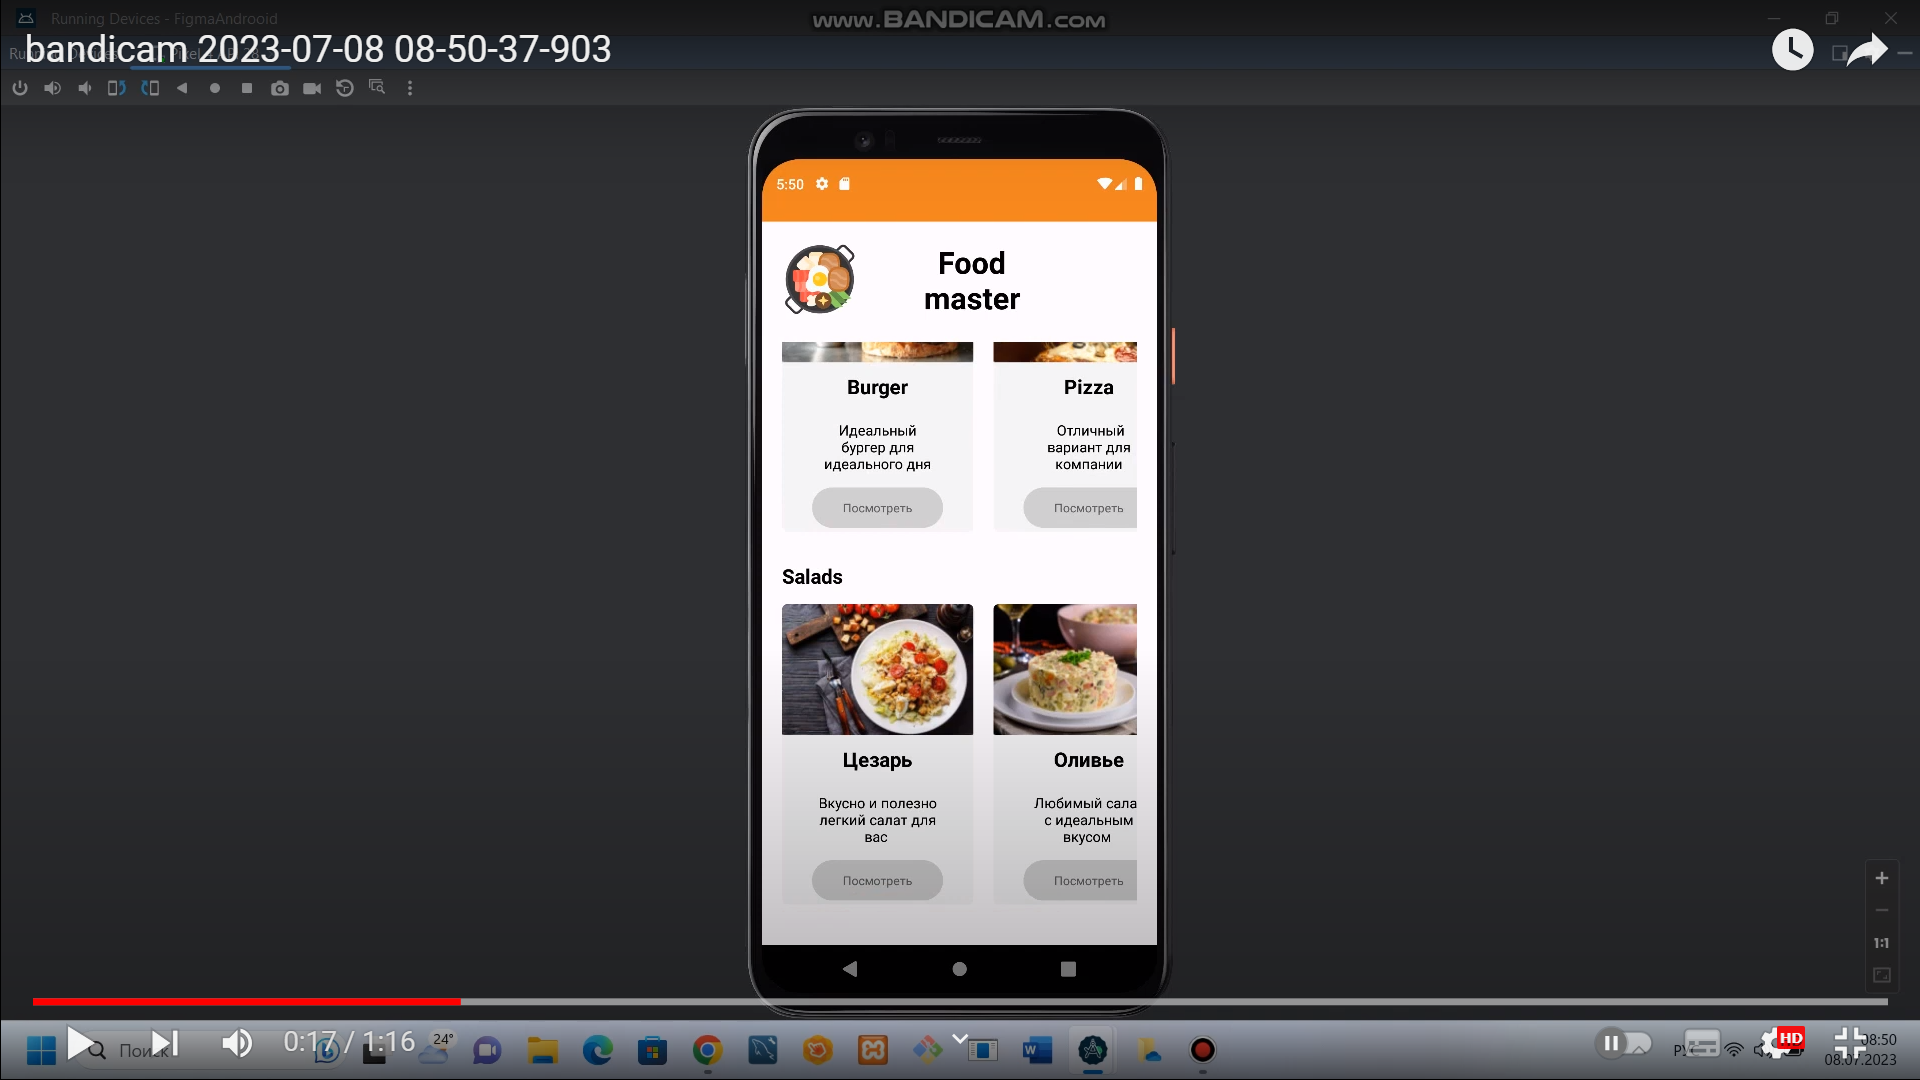 Running Devices - FigmaAndrooid
www.BANDICAM.com
bandicam 2023-07-08 08-50-37-903
5:50
Food
master
Burger
Идеальный
бургер для
идеального дня
Посмотреть
Pizza
Отличный
вариант для
компании
Посмотреть
Salads
Цезарь
Вкусно и полезно
легкий салат для
вас
Посмотреть
Оливье
Любимый сала
с идеальным
вкусом
Посмотреть
1:1
0:17 / 1:16
24°
HD
08:50
08.07.2023